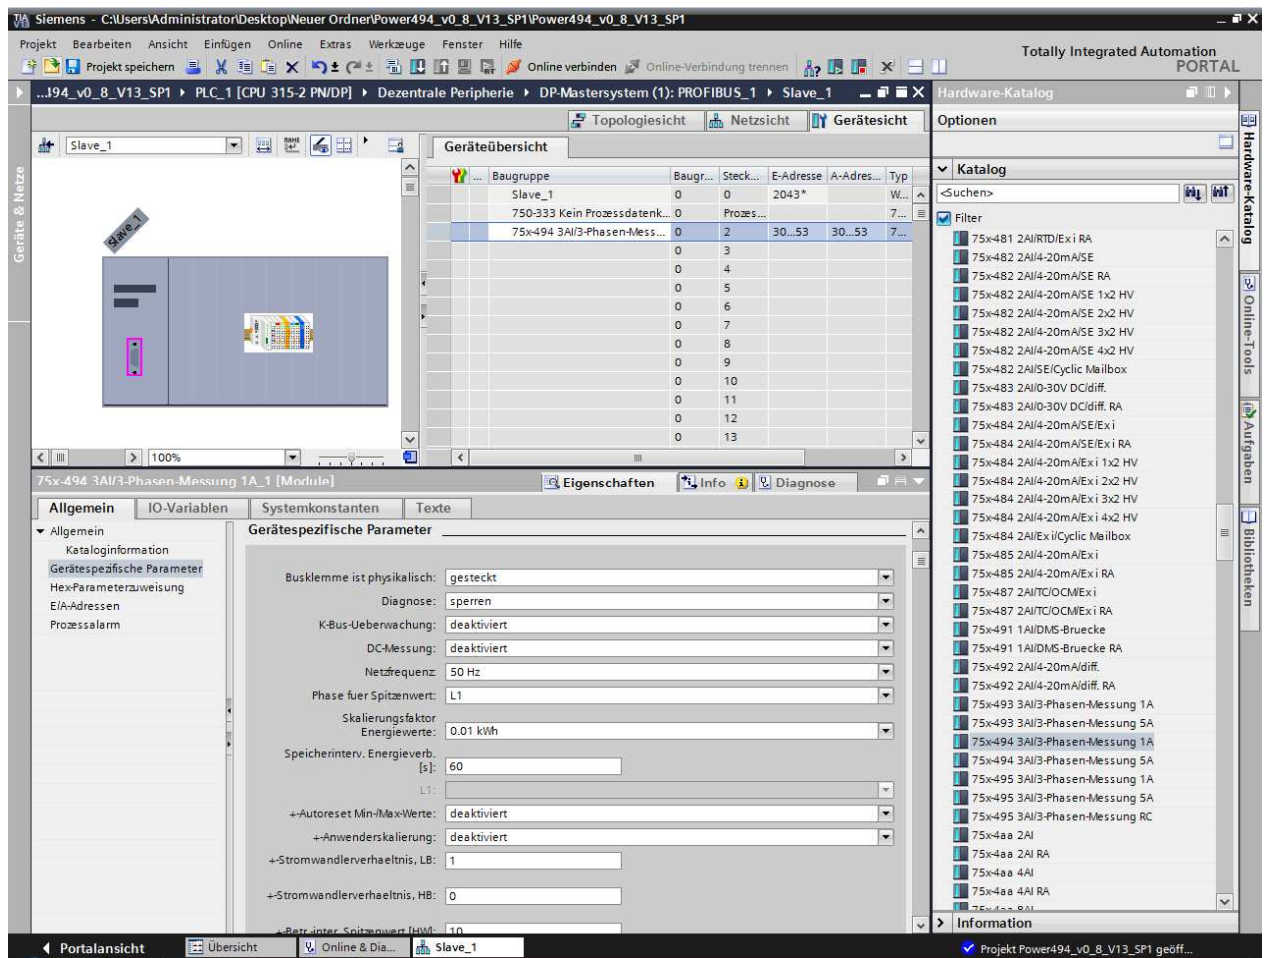 Siemens - C:\Users\Administrator\Desktop\Neuer Ordner\Power494_v0_8_V13_SP1\Power494_v0_8_V13_SP1
Projekt Bearbeiten Ansicht Einfügen Online Extras Werkzeuge Fenster Hilfe
Totally Integrated Automation
PORTAL
Projekt speichern
Online verbinden
Online-Verbindung trennen
...494_v0_8_V13_SP1 PLC_1 [CPU 315-2 PN/DP] Dezentrale Peripherie DP-Mastersystem (1): PROFIBUS_1 Slave_1
Topologiesicht Netzsicht Gerätesicht
Geräte & Netze
Slave_1
Slave_1
100%
Geräteübersicht
... Baugruppe Baugr... Steck... E-Adresse A-Adres... Typ
Slave_1 0 0 2043* W...
750-333 Kein Prozessdatenk... 0 Prozes... 7...
75x-494 3AI/3-Phasen-Mess... 0 2 30...53 30...53 7...
0 3
0 4
0 5
0 6
0 7
0 8
0 9
0 10
0 11
0 12
0 13
75x-494 3AI/3-Phasen-Messung 1A_1 [Module]
Eigenschaften Info Diagnose
Allgemein IO-Variablen Systemkonstanten Texte
Allgemein
Kataloginformation
Gerätespezifische Parameter
Hex-Parameterzuweisung
E/A-Adressen
Prozessalarm
Gerätespezifische Parameter
Busklemme ist physikalisch: gesteckt
Diagnose: sperren
K-Bus-Ueberwachung: deaktiviert
DC-Messung: deaktiviert
Netzfrequenz: 50 Hz
Phase fuer Spitzenwert: L1
Skalierungsfaktor
Energiewerte: 0.01 kWh
Speicherinterv. Energieverb.
[s]: 60
L1:
+-Autoreset Min-/Max-Werte: deaktiviert
+-Anwenderskalierung: deaktiviert
+-Stromwandlerverhaeltnis, LB: 1
+-Stromwandlerverhaeltnis, HB: 0
+-Betr.-inter. Spitzenwert [HW]: 10
Hardware-Katalog
Optionen
Katalog
<Suchen>
Filter
75x-481 2AI/RTD/Ex i RA
75x-482 2AI/4-20mA/SE
75x-482 2AI/4-20mA/SE RA
75x-482 2AI/4-20mA/SE 1x2 HV
75x-482 2AI/4-20mA/SE 2x2 HV
75x-482 2AI/4-20mA/SE 3x2 HV
75x-482 2AI/4-20mA/SE 4x2 HV
75x-482 2AI/SE/Cyclic Mailbox
75x-483 2AI/0-30V DC/diff.
75x-483 2AI/0-30V DC/diff. RA
75x-484 2AI/4-20mA/SE/Ex i
75x-484 2AI/4-20mA/SE/Ex i RA
75x-484 2AI/4-20mA/Ex i 1x2 HV
75x-484 2AI/4-20mA/Ex i 2x2 HV
75x-484 2AI/4-20mA/Ex i 3x2 HV
75x-484 2AI/4-20mA/Ex i 4x2 HV
75x-484 2AI/Ex i/Cyclic Mailbox
75x-485 2AI/4-20mA/Ex i
75x-485 2AI/4-20mA/Ex i RA
75x-487 2AI/TC/OCM/Ex i
75x-487 2AI/TC/OCM/Ex i RA
75x-491 1AI/DMS-Bruecke
75x-491 1AI/DMS-Bruecke RA
75x-492 2AI/4-20mA/diff.
75x-492 2AI/4-20mA/diff. RA
75x-493 3AI/3-Phasen-Messung 1A
75x-493 3AI/3-Phasen-Messung 5A
75x-494 3AI/3-Phasen-Messung 1A
75x-494 3AI/3-Phasen-Messung 5A
75x-495 3AI/3-Phasen-Messung 1A
75x-495 3AI/3-Phasen-Messung 5A
75x-495 3AI/3-Phasen-Messung RC
75x-4aa 2AI
75x-4aa 2AI RA
75x-4aa 4AI
75x-4aa 4AI RA
75x-4aa 8AI
Information
Hardware-Katalog
Online-Tools
Aufgaben
Bibliotheken
Portalansicht Übersicht Online & Dia... Slave_1
Projekt Power494_v0_8_V13_SP1 geöff...